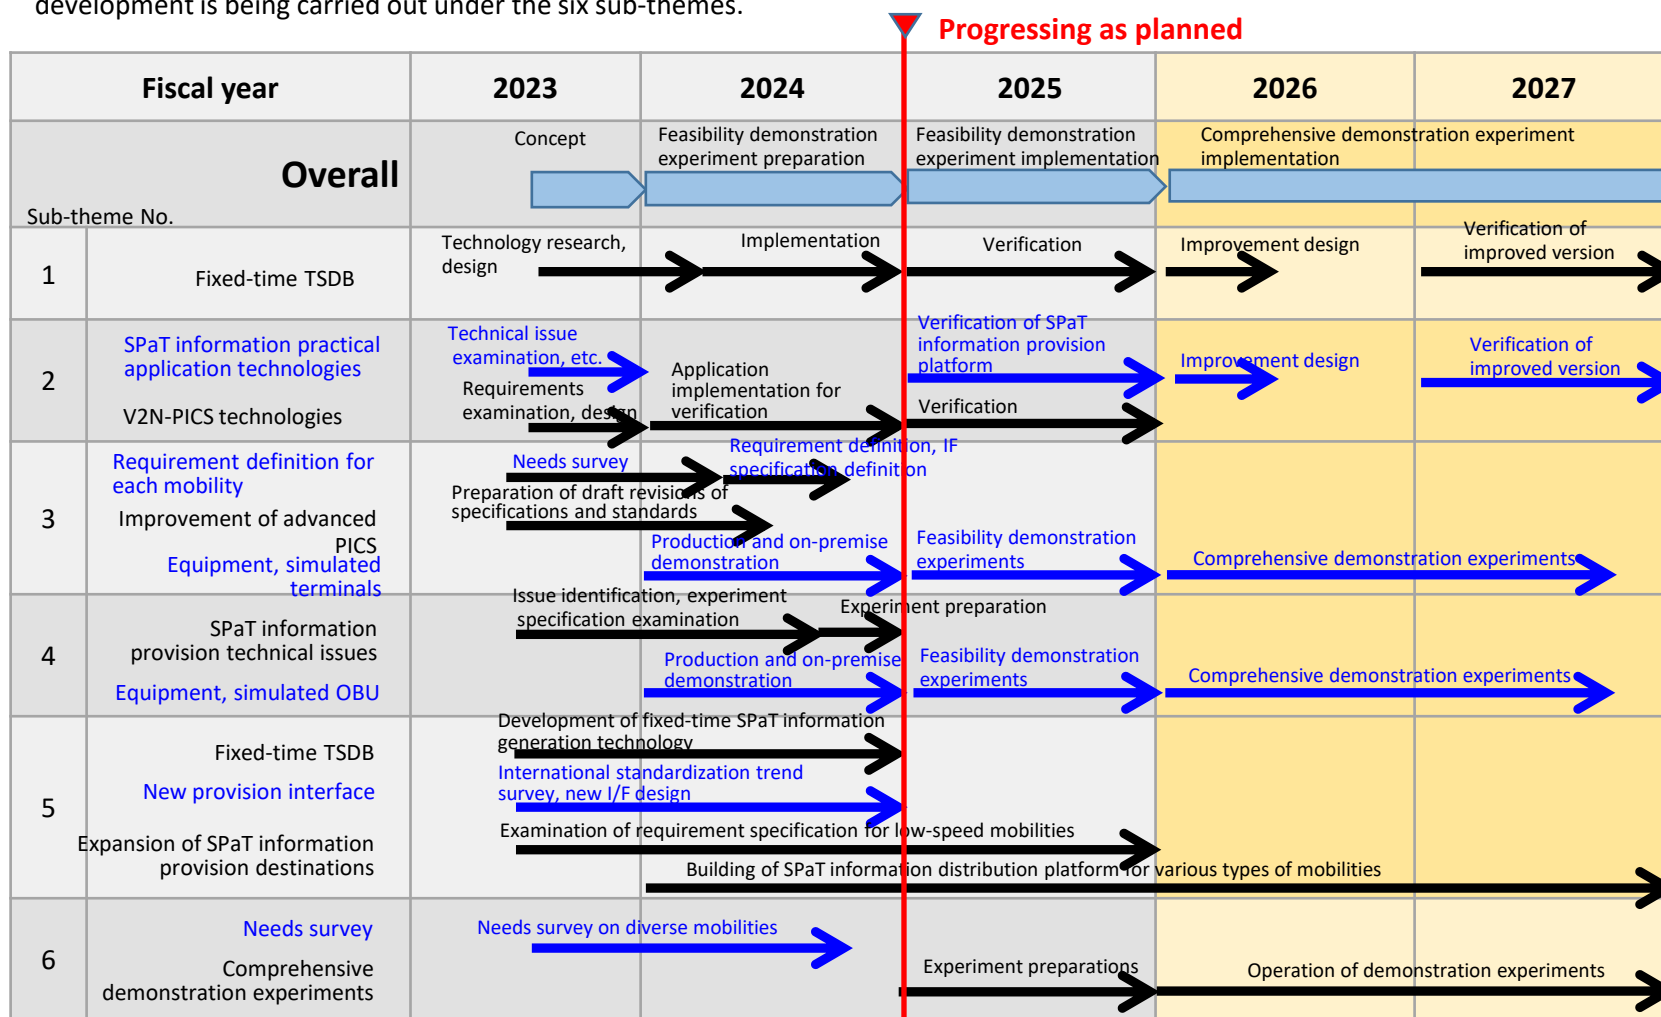 development is being carried out under the six sub-themes.
Progressing as planned
Fiscal year
2023
2024
2025
2026
2027
Overall
Sub-theme No.
Concept
Feasibility demonstration
experiment preparation
Feasibility demonstration
experiment implementation
Comprehensive demonstration experiment
implementation
1
Fixed-time TSDB
Technology research,
design
Implementation
Verification
Improvement design
Verification of
improved version
2
SPaT information practical
application technologies
Technical issue
examination, etc.
Verification of SPaT
information provision
platform
Improvement design
Verification of
improved version
V2N-PICS technologies
Requirements
examination, design
Application
implementation for
verification
Verification
3
Requirement definition for
each mobility
Needs survey
Requirement definition, IF
specification definition
Improvement of advanced
PICS
Preparation of draft revisions of
specifications and standards
Equipment, simulated
terminals
Production and on-premise
demonstration
Feasibility demonstration
experiments
Comprehensive demonstration experiments
4
SPaT information
provision technical issues
Issue identification, experiment
specification examination
Experiment preparation
Equipment, simulated OBU
Production and on-premise
demonstration
Feasibility demonstration
experiments
Comprehensive demonstration experiments
5
Fixed-time TSDB
Development of fixed-time SPaT information
generation technology
New provision interface
International standardization trend
survey, new I/F design
Expansion of SPaT information
provision destinations
Examination of requirement specification for low-speed mobilities
Building of SPaT information distribution platform for various types of mobilities
6
Needs survey
Needs survey on diverse mobilities
Comprehensive
demonstration experiments
Experiment preparations
Operation of demonstration experiments